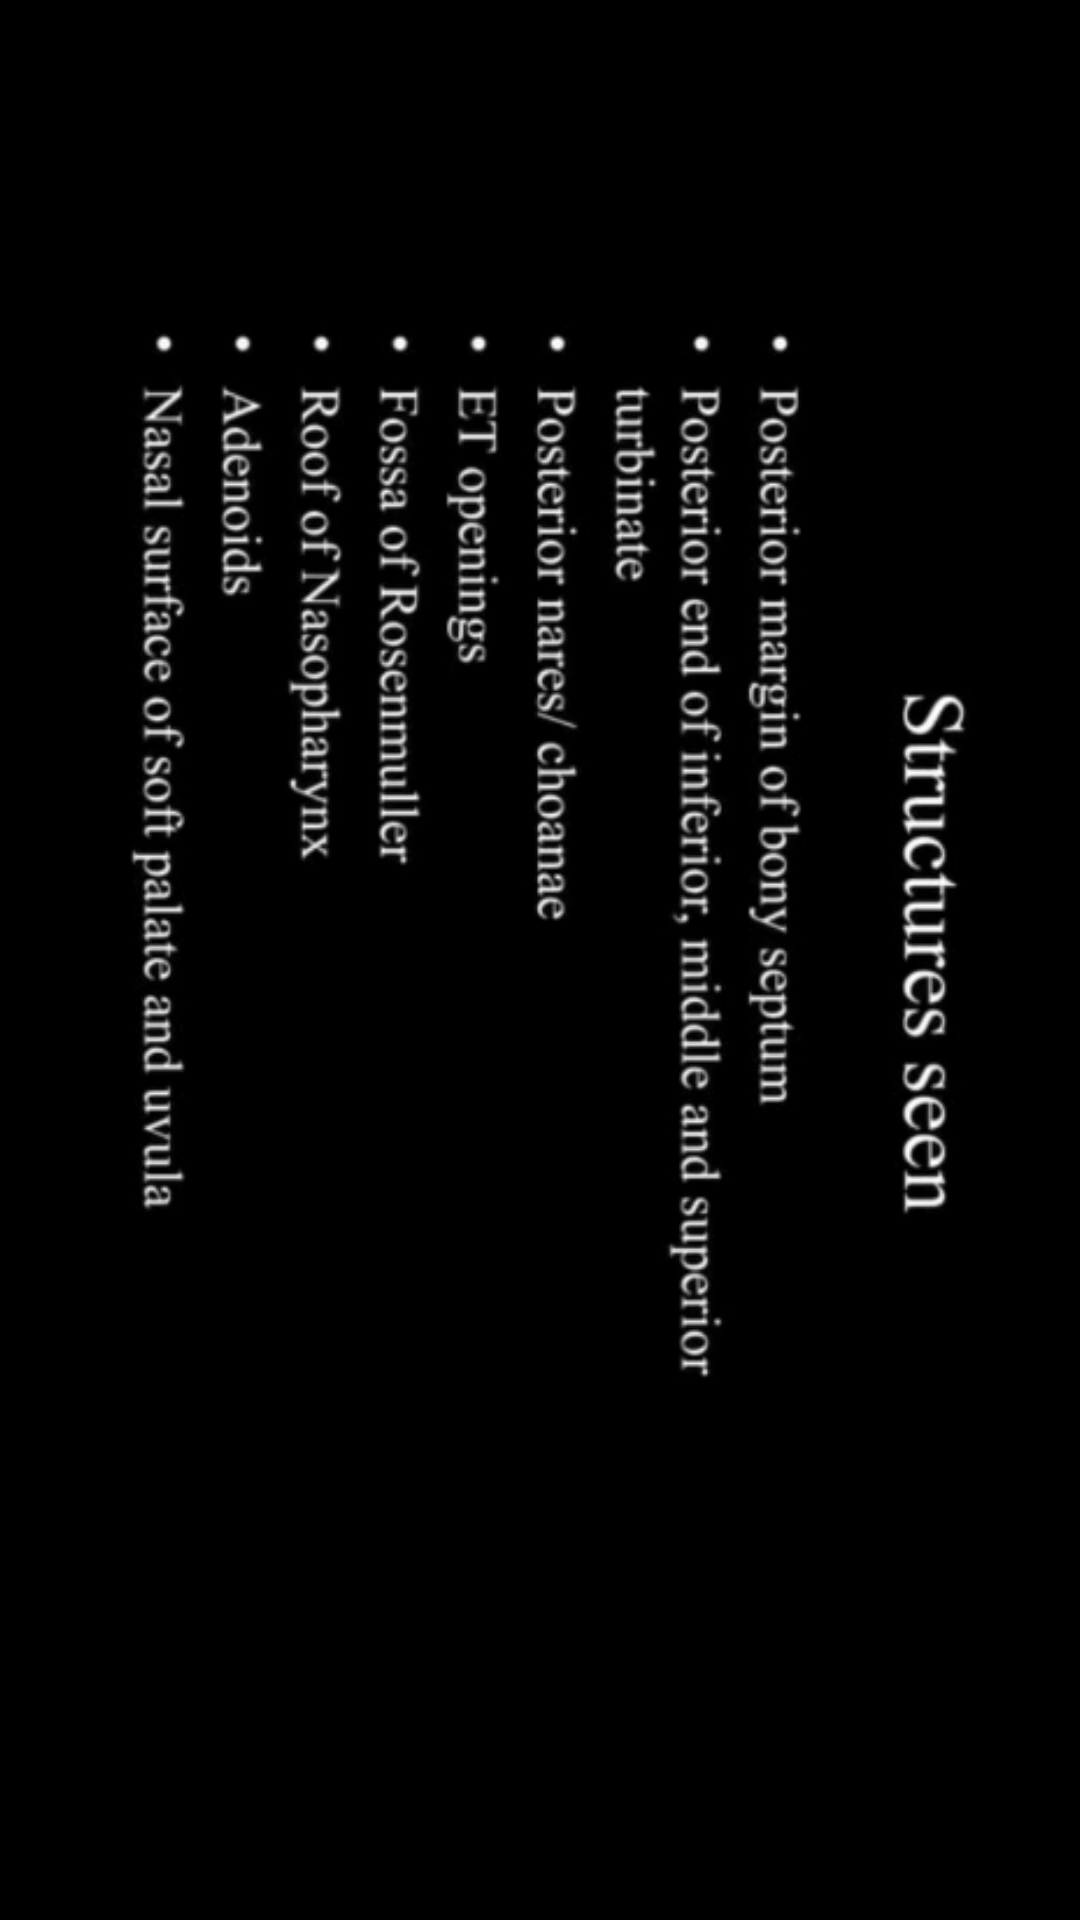 Structures seen
• Posterior margin of bony septum
• Posterior end of inferior, middle and superior
turbinate
• Posterior nares/ choanae
• ET openings
• Fossa of Rosenmuller
• Roof of Nasopharynx
• Adenoids
• Nasal surface of soft palate and uvula